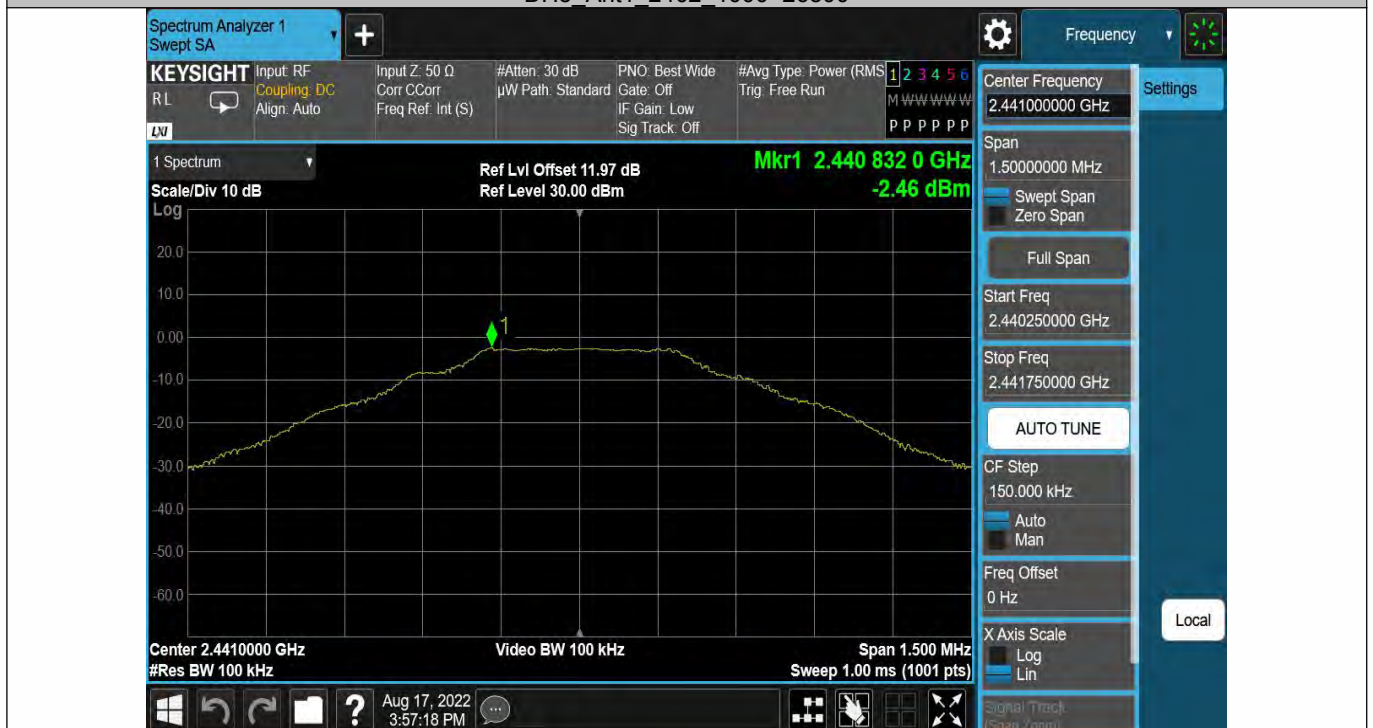 Spectrum Analyzer 1
Swept SA
Frequency
KEYSIGHT
R L
LXI
Input: RF
Coupling: DC
Align: Auto
Input Z: 50 Ω
Corr CCorr
Freq Ref: Int (S)
#Atten: 30 dB
µW Path: Standard
PNO: Best Wide
Gate: Off
IF Gain: Low
Sig Track: Off
#Avg Type: Power (RMS
Trig: Free Run
1 2 3 4 5 6
M W W W W W
P P P P P P
Center Frequency
2.441000000 GHz
Settings
Span
1.50000000 MHz
Swept Span
Zero Span
Full Span
Start Freq
2.440250000 GHz
Stop Freq
2.441750000 GHz
AUTO TUNE
CF Step
150.000 kHz
Auto
Man
Freq Offset
0 Hz
X Axis Scale
Log
Lin
Signal Track
(Span Zoom)
Local
1 Spectrum
Scale/Div 10 dB
Log
Ref Lvl Offset 11.97 dB
Ref Level 30.00 dBm
Mkr1 2.440 832 0 GHz
-2.46 dBm
1
20.0
10.0
0.00
-10.0
-20.0
-30.0
-40.0
-50.0
-60.0
Center 2.4410000 GHz
#Res BW 100 kHz
Video BW 100 kHz
Span 1.500 MHz
Sweep 1.00 ms (1001 pts)
?
Aug 17, 2022
3:57:18 PM